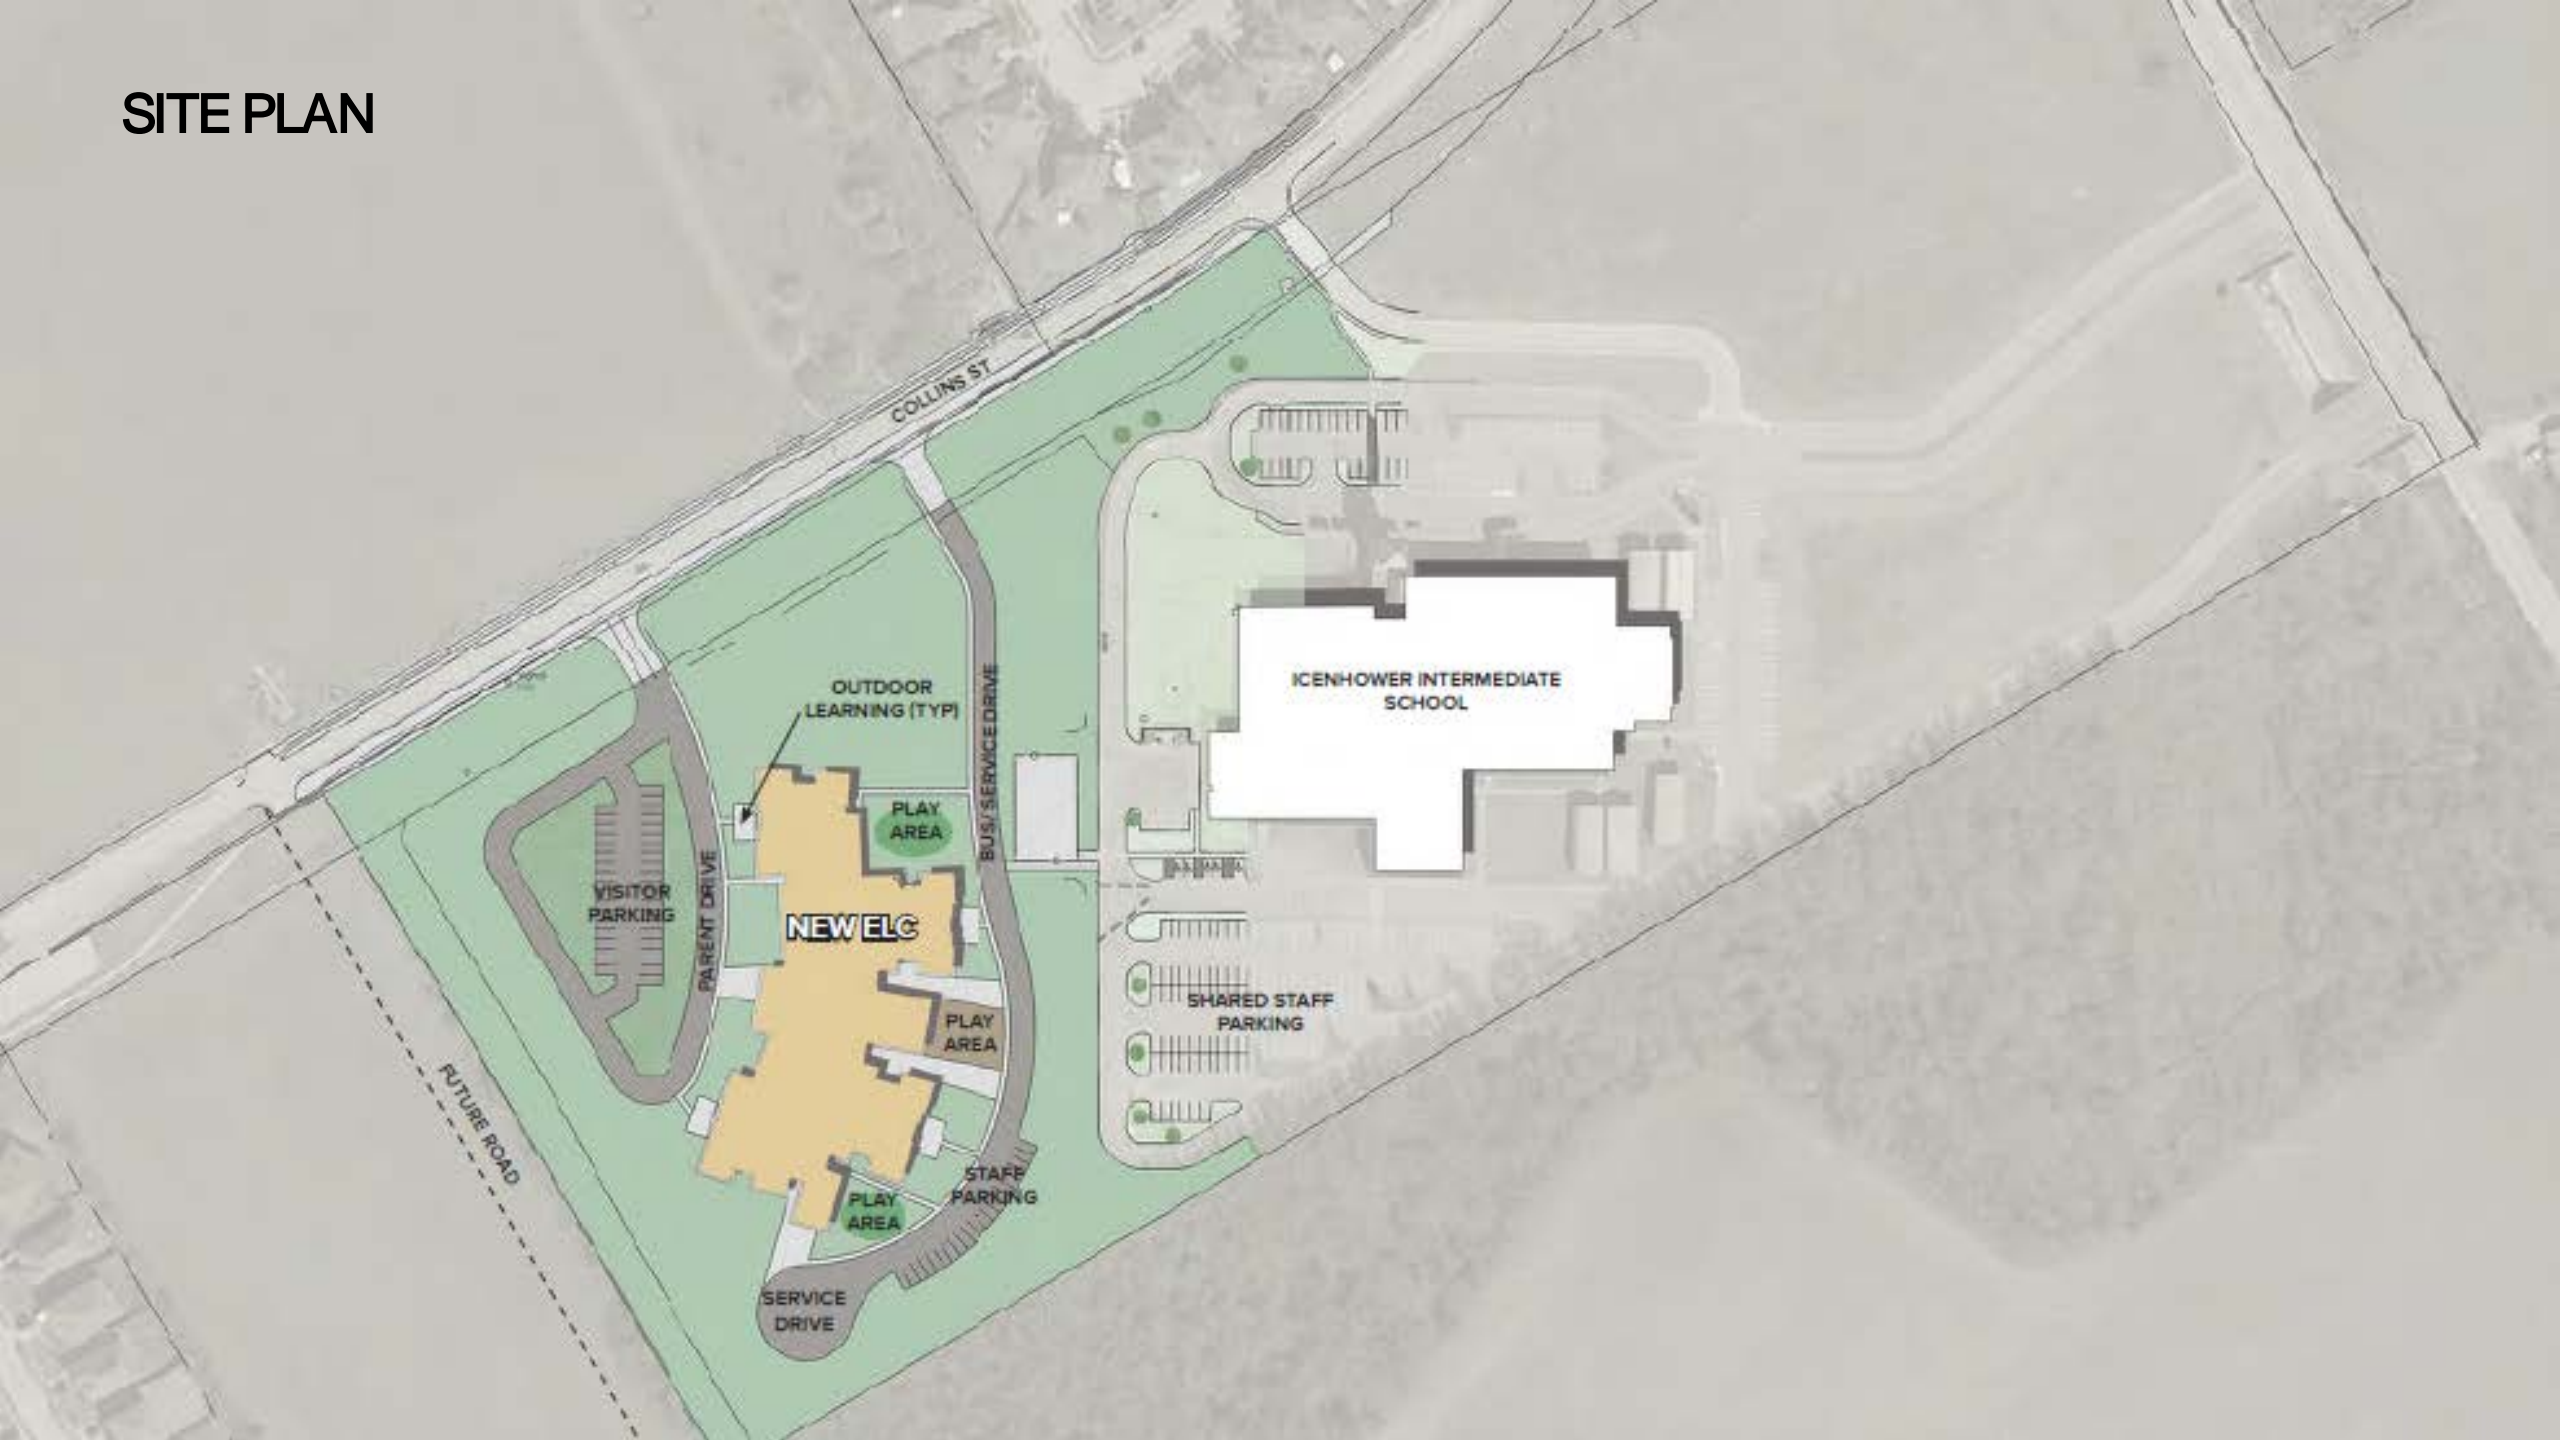 SITE PLAN
COLLINS ST
OUTDOOR
LEARNING (TYP)
BUS/ SERVICE DRIVE
ICENHOWER INTERMEDIATE
SCHOOL
PLAY
AREA
VISITOR
PARKING
PARENT DRIVE
NEW ELC
PLAY
AREA
SHARED STAFF
PARKING
FUTURE ROAD
STAFF
PARKING
PLAY
AREA
SERVICE
DRIVE